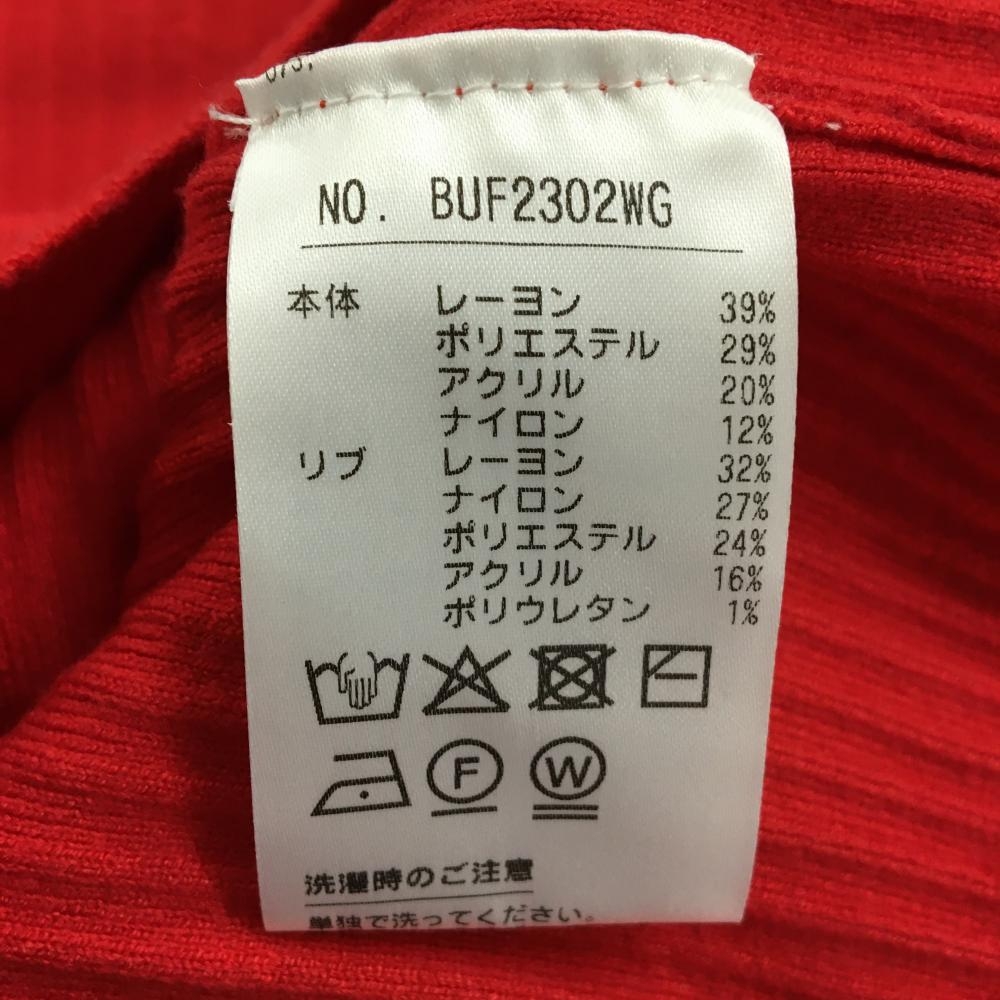 NO. BUF2302WG
本体 レーヨン 39%
ポリエステル 29%
アクリル 20%
ナイロン 12%
リブ レーヨン 32%
ナイロン 27%
ポリエステル 24%
アクリル 16%
ポリウレタン 1%
F W
洗濯時のご注意
単独で洗ってください。